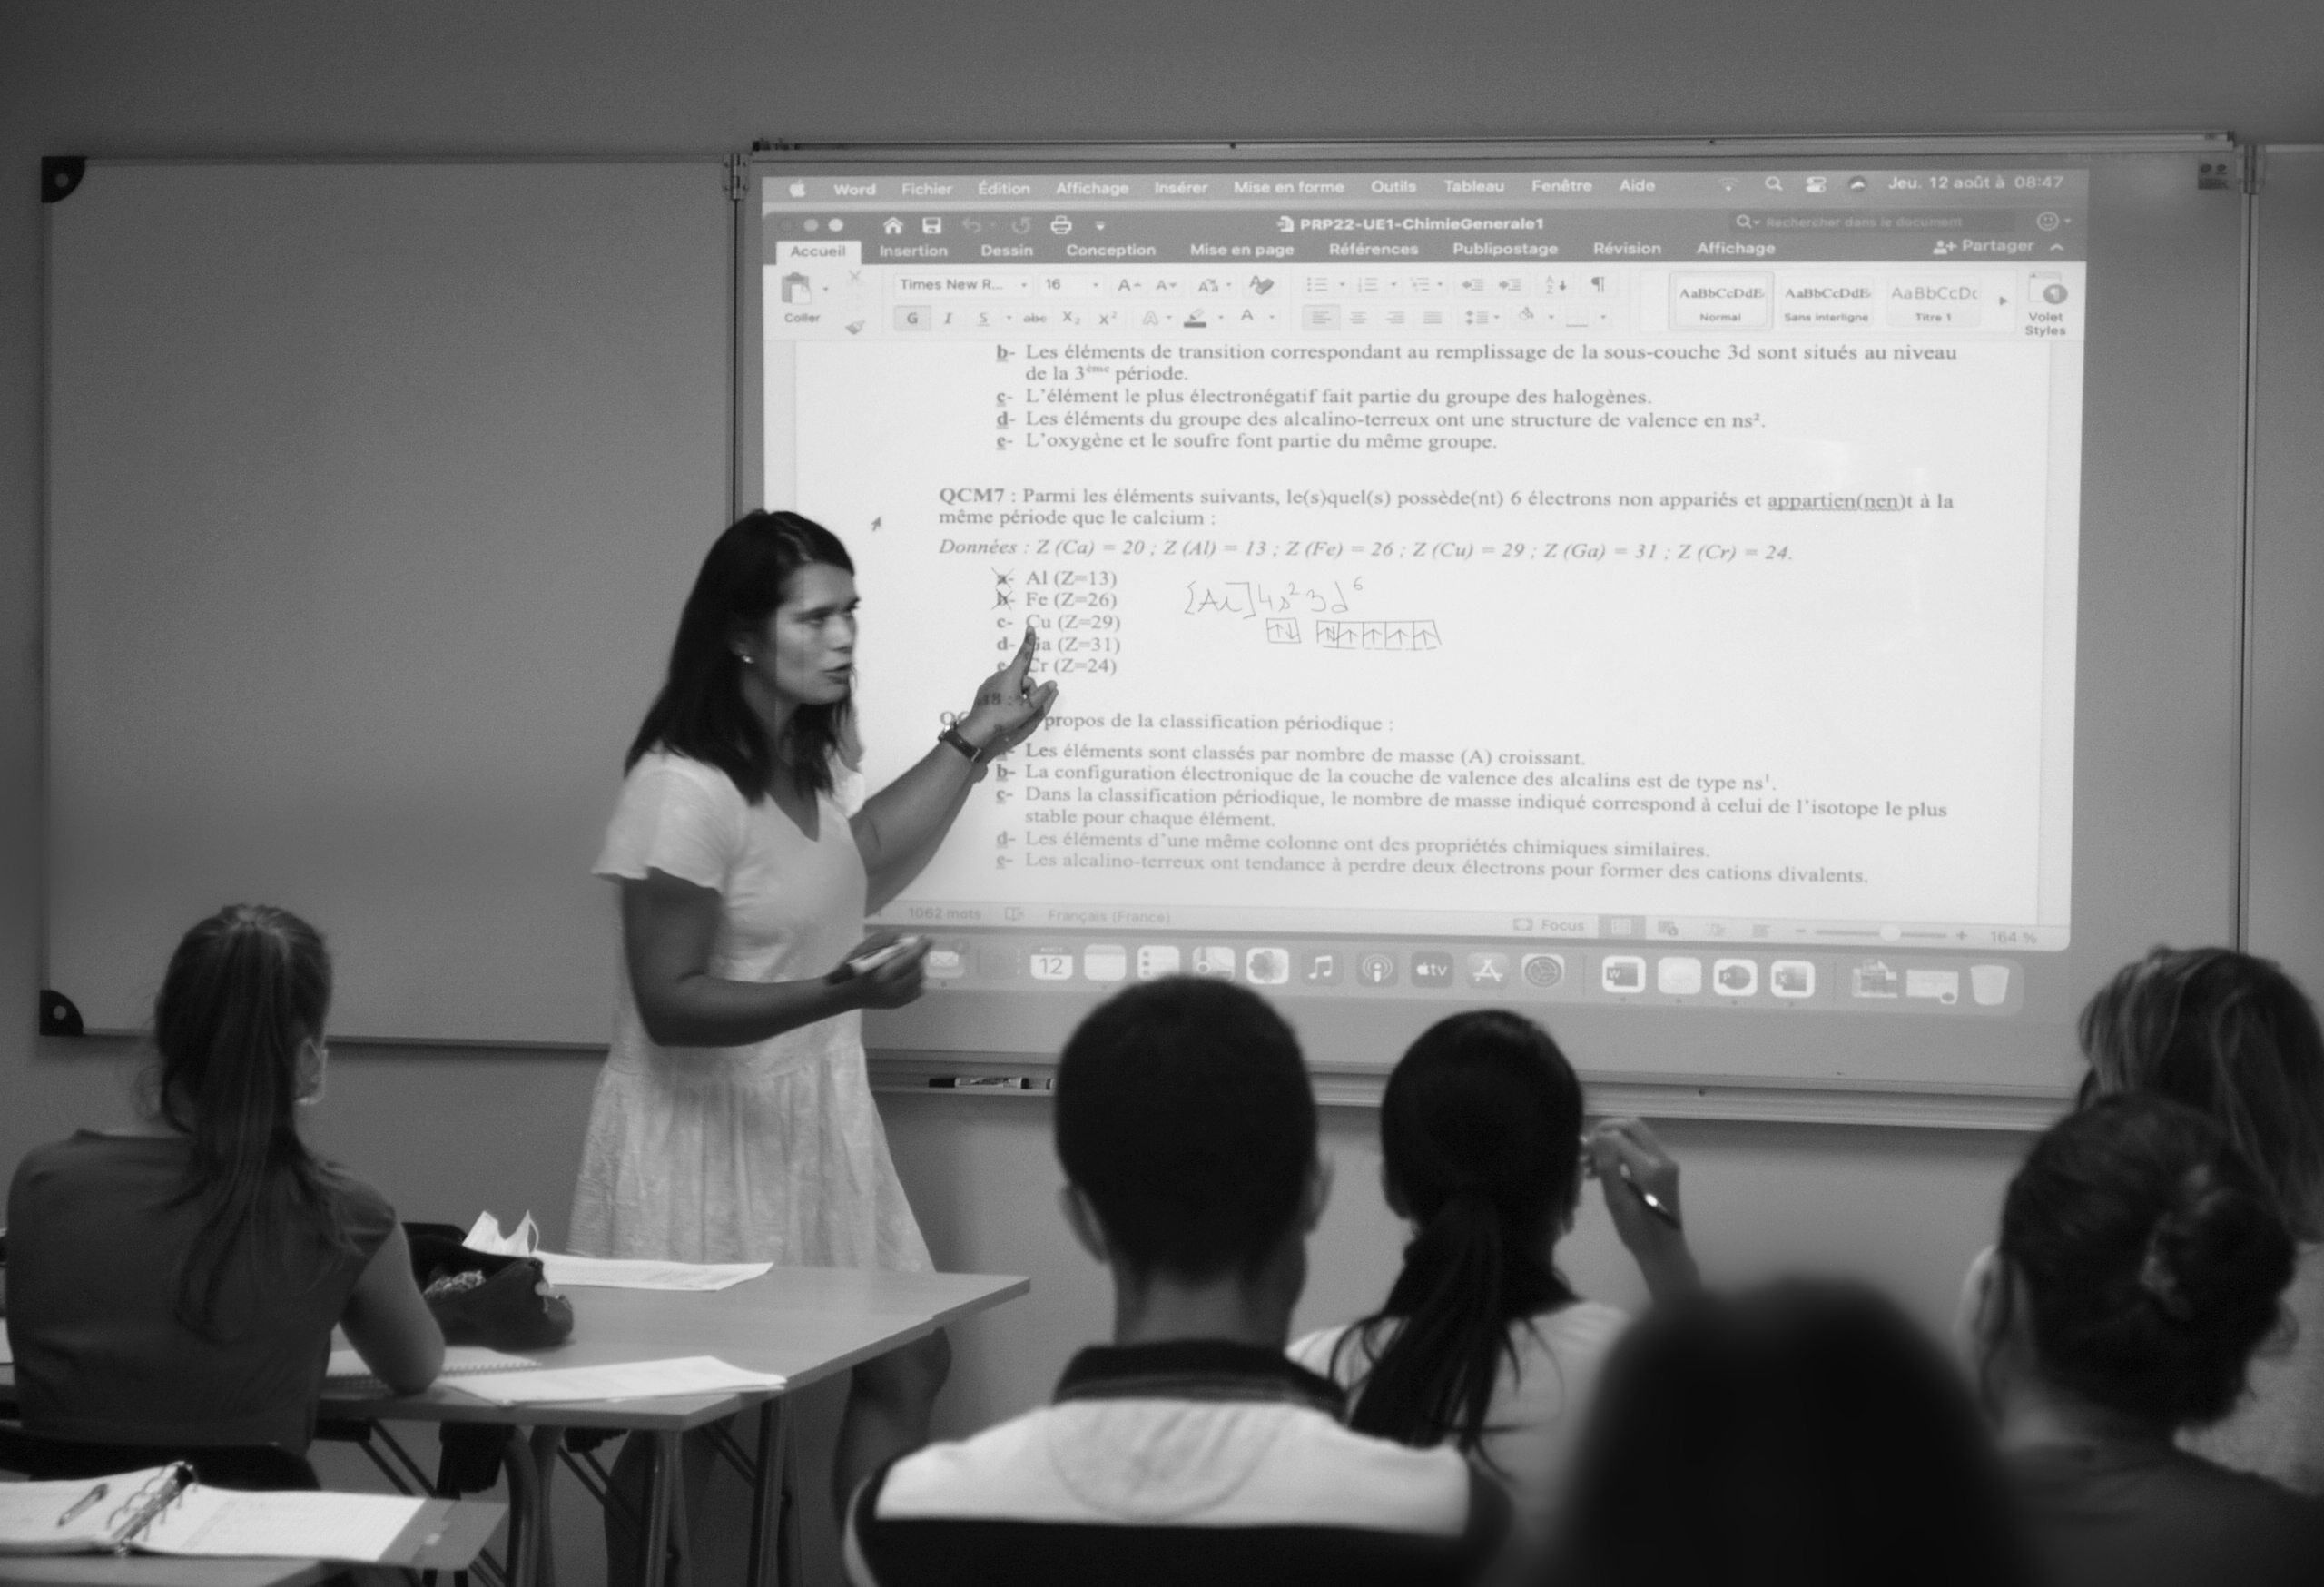 Word Fichier Édition Affichage Insérer Mise en forme Outils Tableau Fenêtre Aide Jeu. 12 août à 08:47
PRP22-UE1-ChimieGenerale1 Rechercher dans le document
Accueil Insertion Dessin Conception Mise en page Références Publipostage Révision Affichage Partager
Times New R... 16
AaBbCcDdE AaBbCcDdE AaBbCcDc
Coller G I S abc X₂ X² A A Normal Sans interligne Titre 1 Volet
Styles
b- Les éléments de transition correspondant au remplissage de la sous-couche 3d sont situés au niveau
de la 3ème période.
c- L'élément le plus électronégatif fait partie du groupe des halogènes.
d- Les éléments du groupe des alcalino-terreux ont une structure de valence en ns².
e- L'oxygène et le soufre font partie du même groupe.
QCM7 : Parmi les éléments suivants, le(s)quel(s) possède(nt) 6 électrons non appariés et appartien(nen)t à la
même période que le calcium :
Données : Z (Ca) = 20 ; Z (Al) = 13 ; Z (Fe) = 26 ; Z (Cu) = 29 ; Z (Ga) = 31 ; Z (Cr) = 24.
a- Al (Z=13)
b- Fe (Z=26) [Ar] 4s² 3d⁶
c- Cu (Z=29)
d- Ga (Z=31)
e- Cr (Z=24)
propos de la classification périodique :
Les éléments sont classés par nombre de masse (A) croissant.
b- La configuration électronique de la couche de valence des alcalins est de type ns¹.
c- Dans la classification périodique, le nombre de masse indiqué correspond à celui de l'isotope le plus
stable pour chaque élément.
d- Les éléments d'une même colonne ont des propriétés chimiques similaires.
e- Les alcalino-terreux ont tendance à perdre deux électrons pour former des cations divalents.
1062 mots Français (France) Focus 164 %
12 tv W